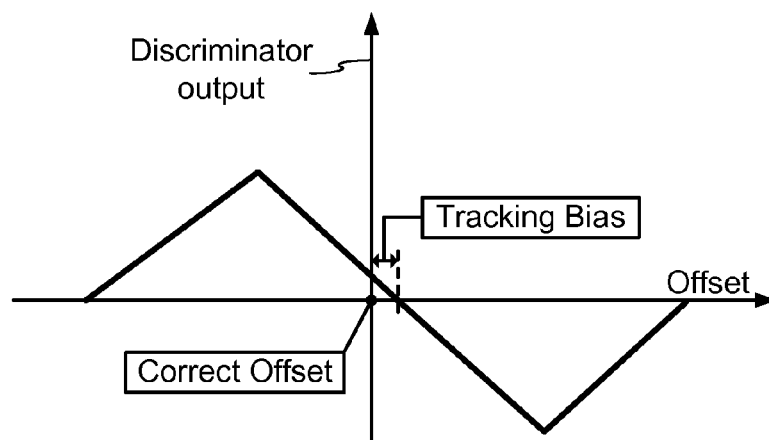 Discriminator
output
Tracking Bias
Offset
Correct Offset